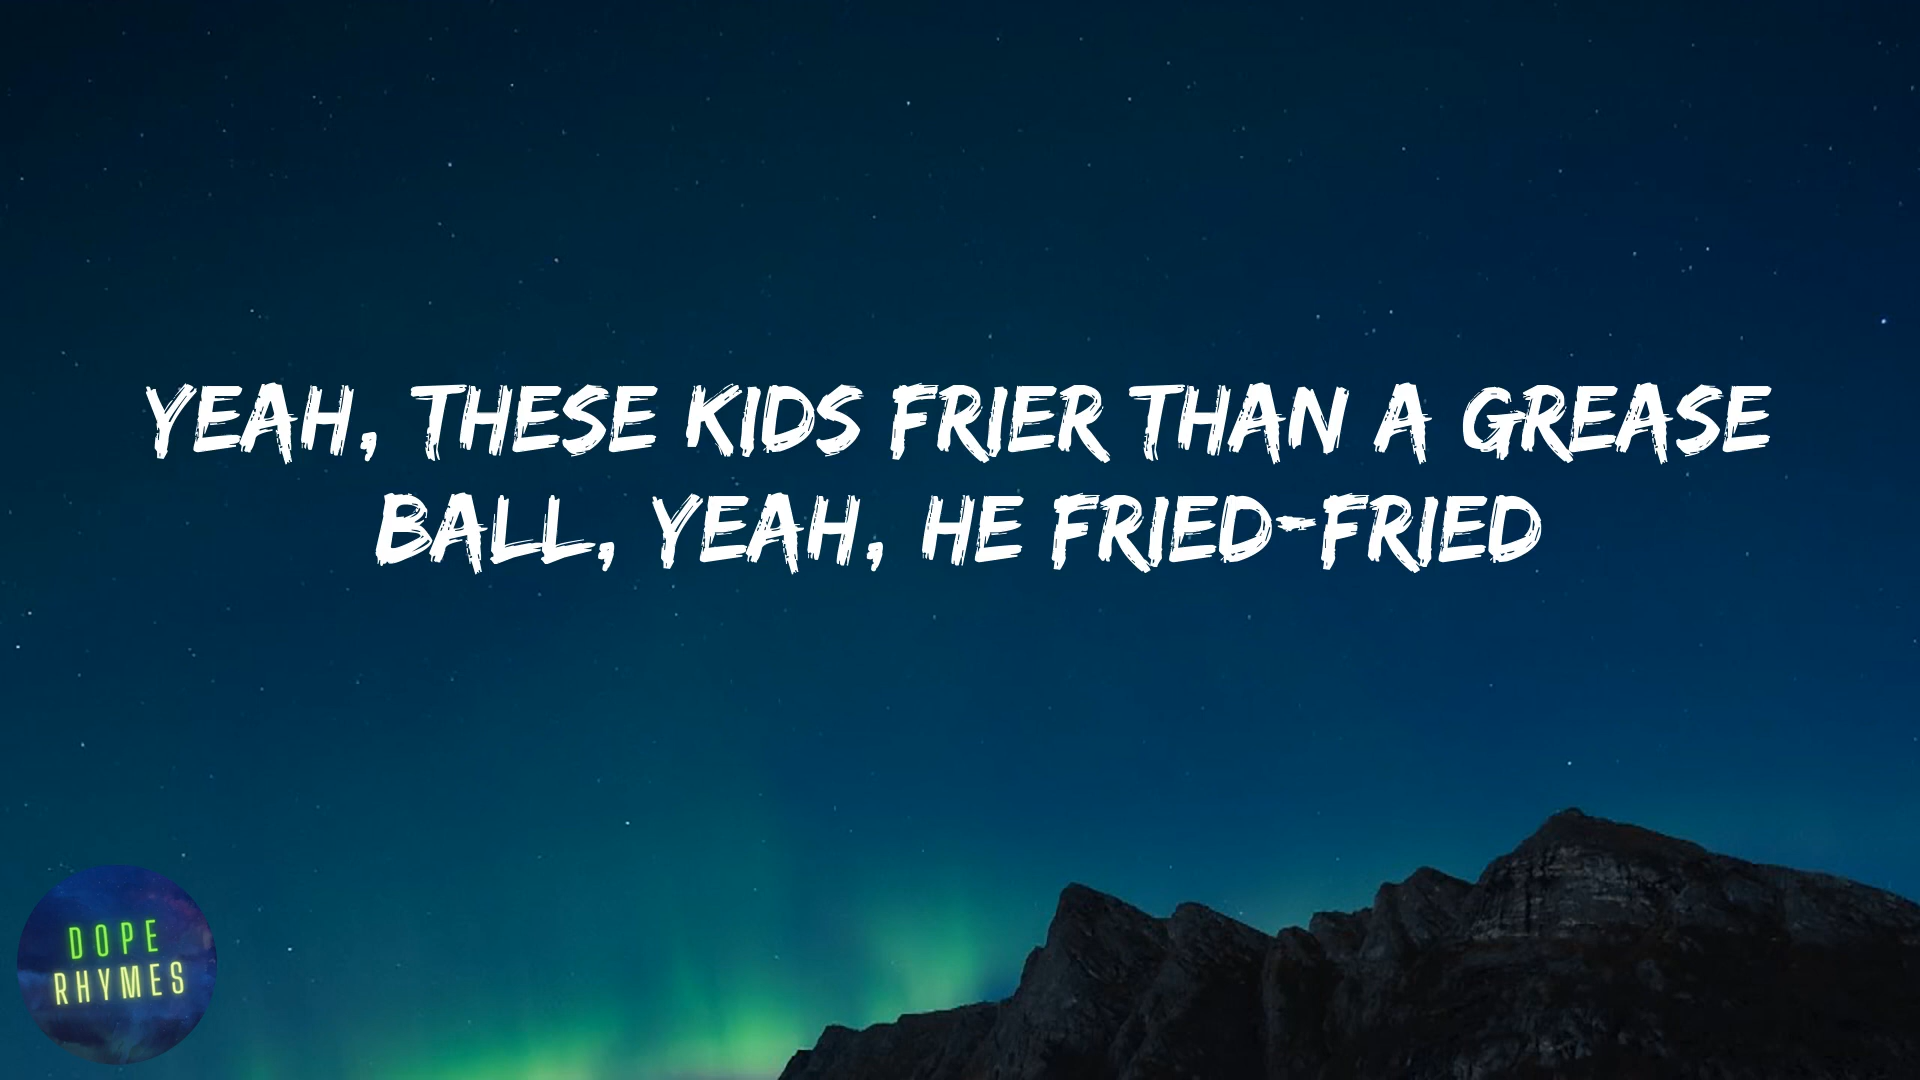 YEAH, THESE KIDS FRIER THAN A GREASE
BALL, YEAH, HE FRIED-FRIED
DOPE
RHYMES